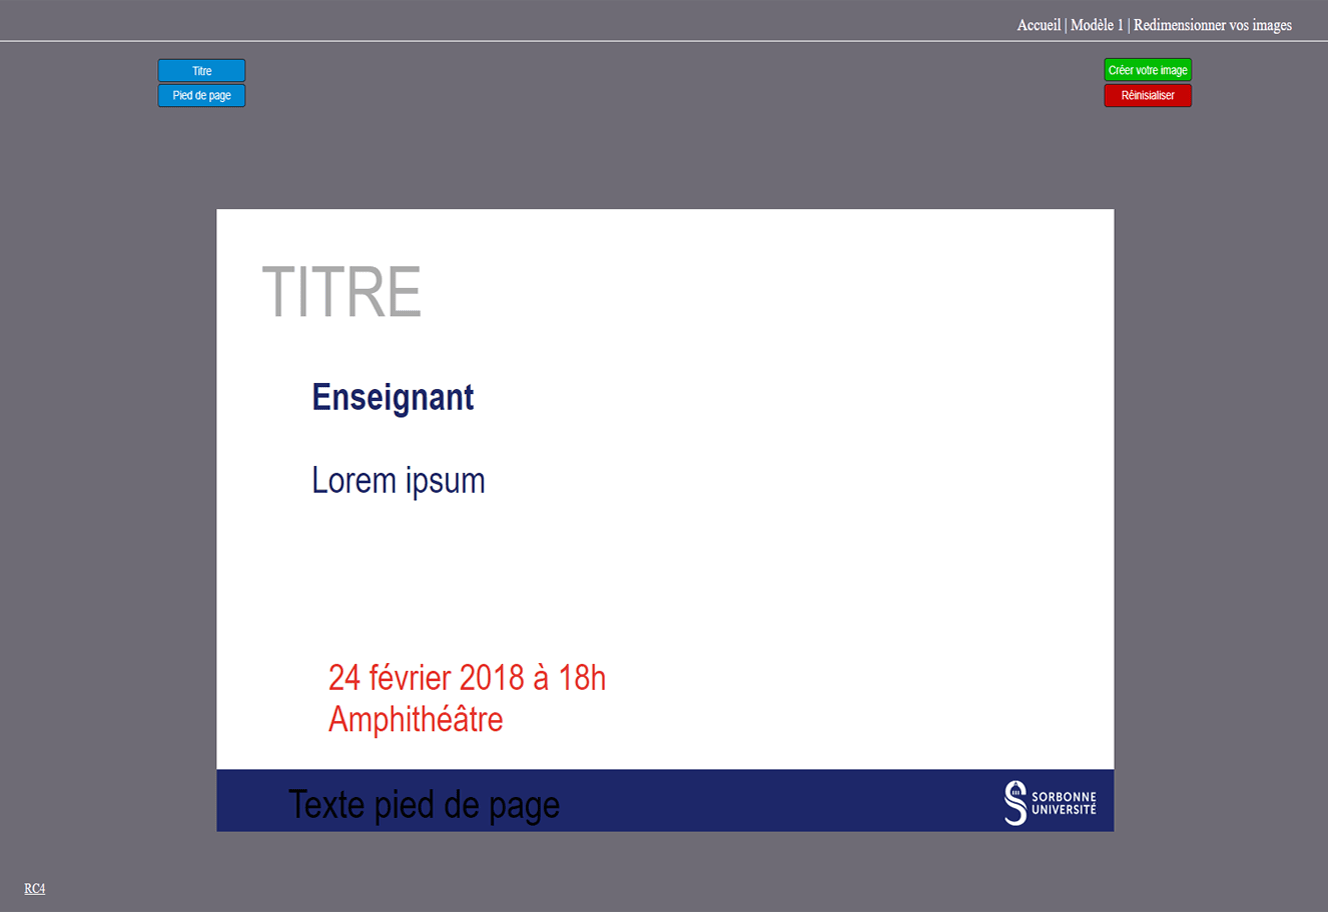 Accueil | Modèle 1 | Redimensionner vos images
Titre
Pied de page
Créer votre image
Réinisialiser
TITRE
Enseignant
Lorem ipsum
24 février 2018 à 18h
Amphithéâtre
Texte pied de page
SORBONNE
UNIVERSITÉ
RC4